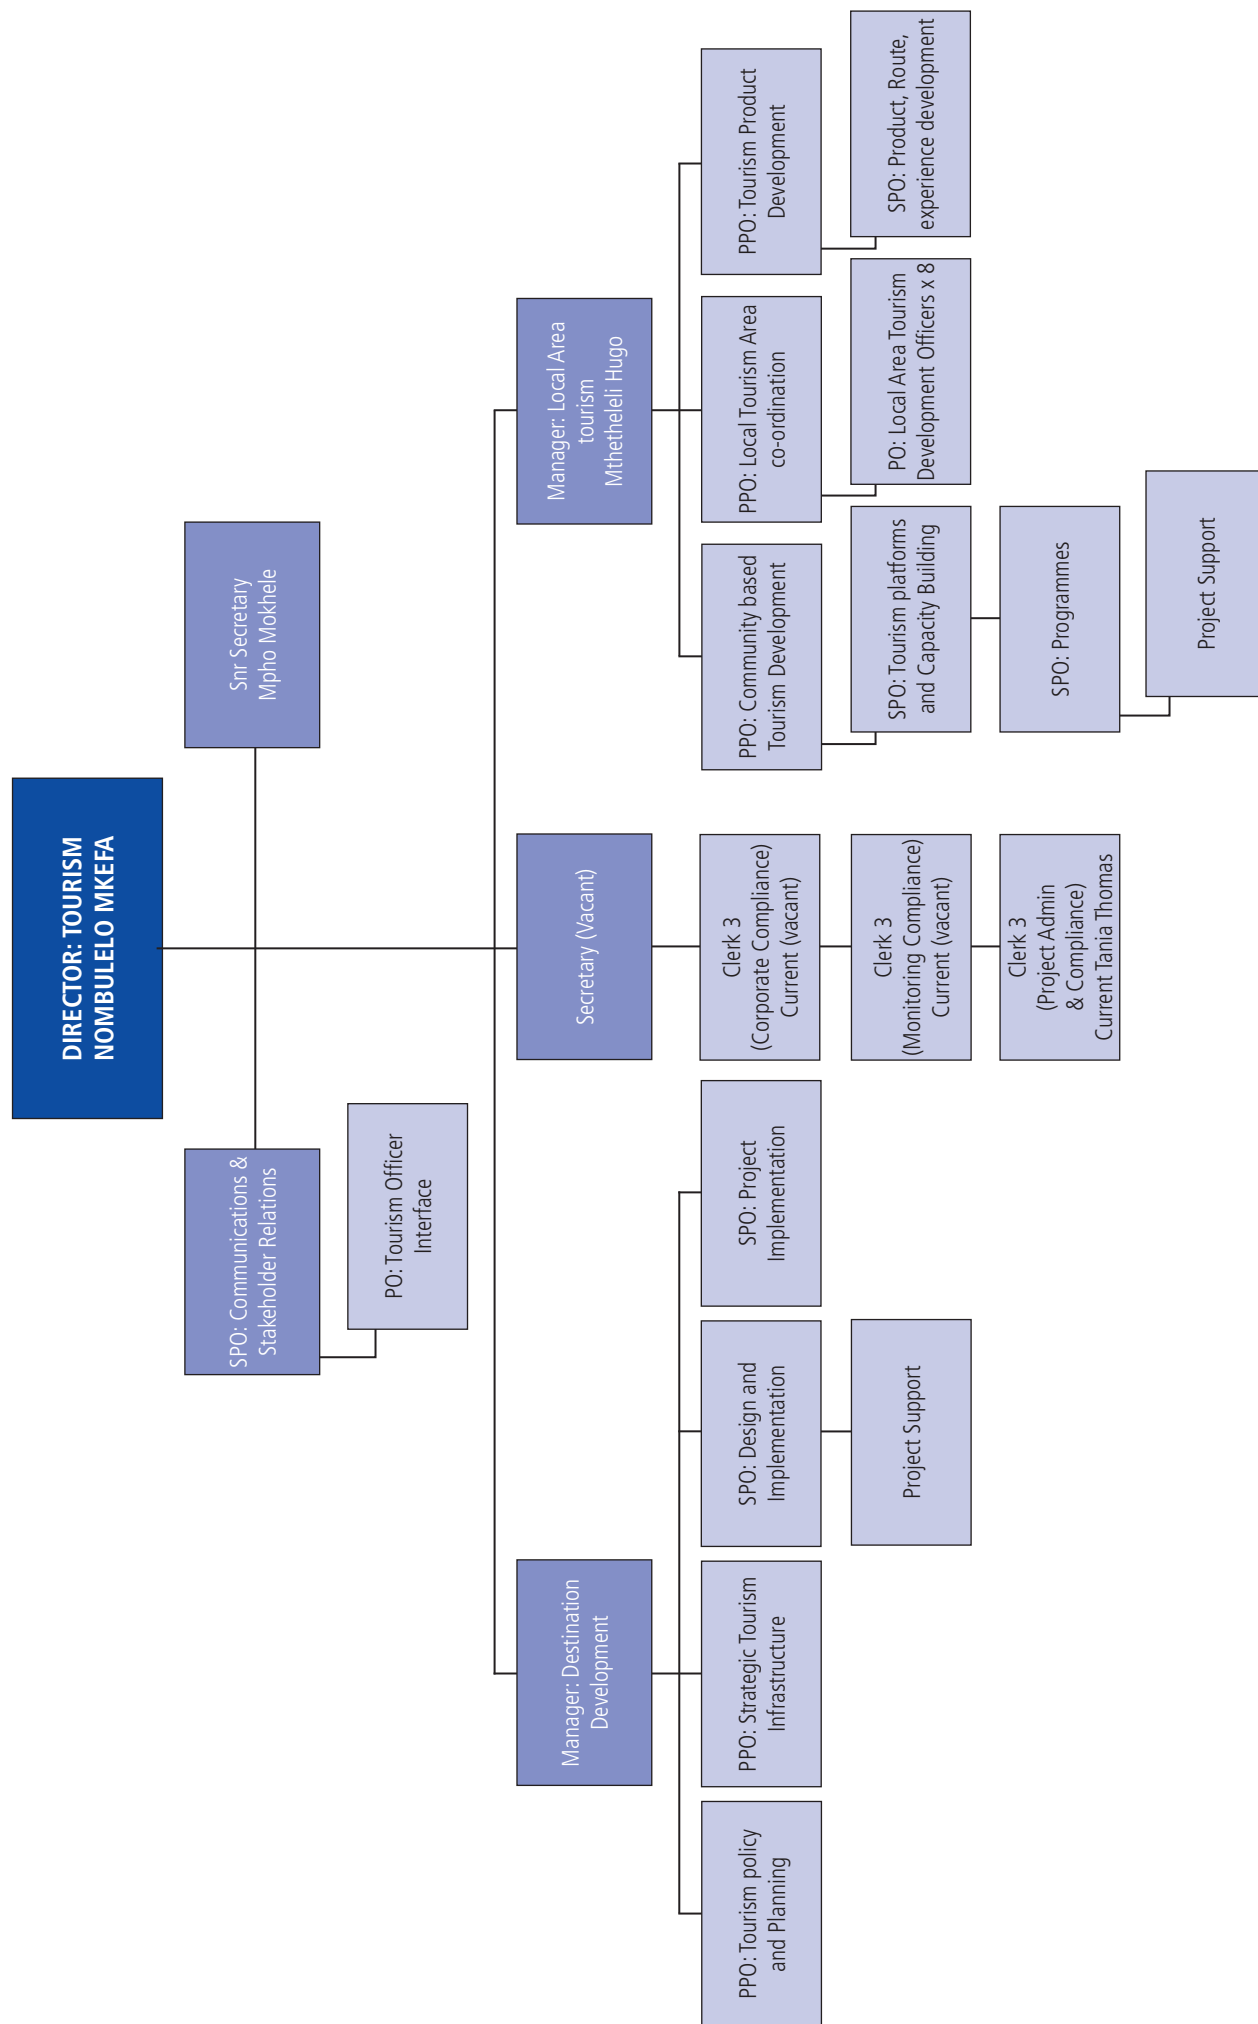 DIRECTOR: TOURISM
NOMBULELO MKEFA
SPO: Communications &
Stakeholder Relations
Snr Secretary
Mpho Mokhele
PO: Tourism Officer
Interface
Manager: Destination
Development
Secretary (Vacant)
Manager: Local Area
tourism
Mthetheleli Hugo
PPO: Tourism policy
and Planning
PPO: Strategic Tourism
Infrastructure
SPO: Design and
Implementation
SPO: Project
Implementation
Clerk 3
(Corporate Compliance)
Current (vacant)
PPO: Community based
Tourism Development
PPO: Local Tourism Area
co-ordination
PPO: Tourism Product
Development
Project Support
Clerk 3
(Monitoring Compliance)
Current (vacant)
SPO: Tourism platforms
and Capacity Building
PO: Local Area Tourism
Development Officers x 8
SPO: Product, Route,
experience development
Clerk 3
(Project Admin
& Compliance)
Current Tania Thomas
SPO: Programmes
Project Support